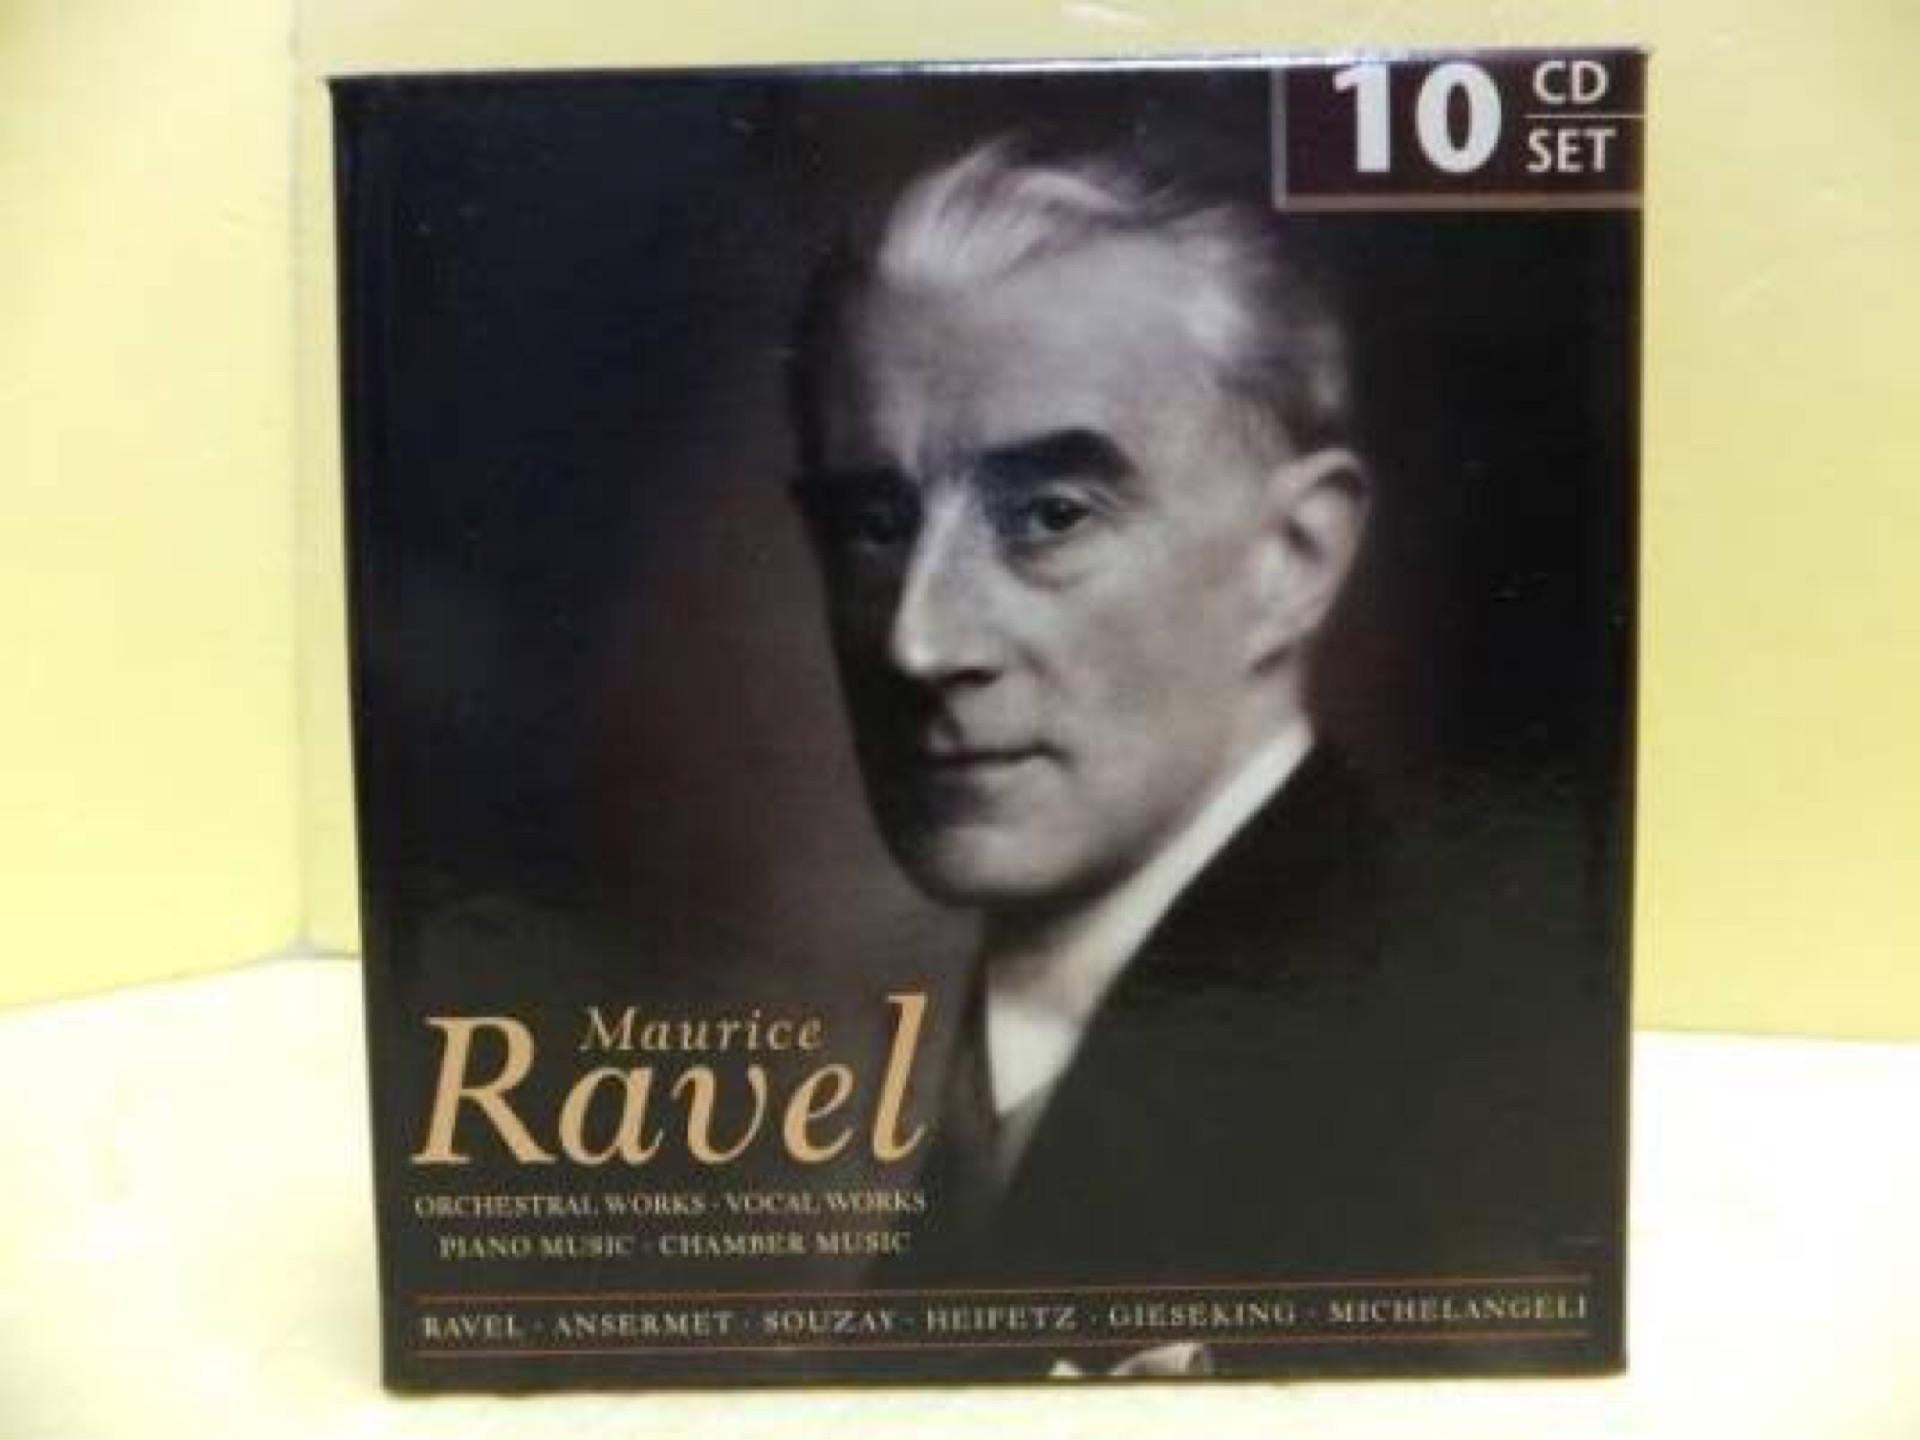 10 CD
SET
Maurice
Ravel
ORCHESTRAL WORKS · VOCAL WORKS
PIANO MUSIC · CHAMBER MUSIC
RAVEL · ANSERMET · SOUZAY · HEIFETZ · GIESEKING · MICHELANGELI